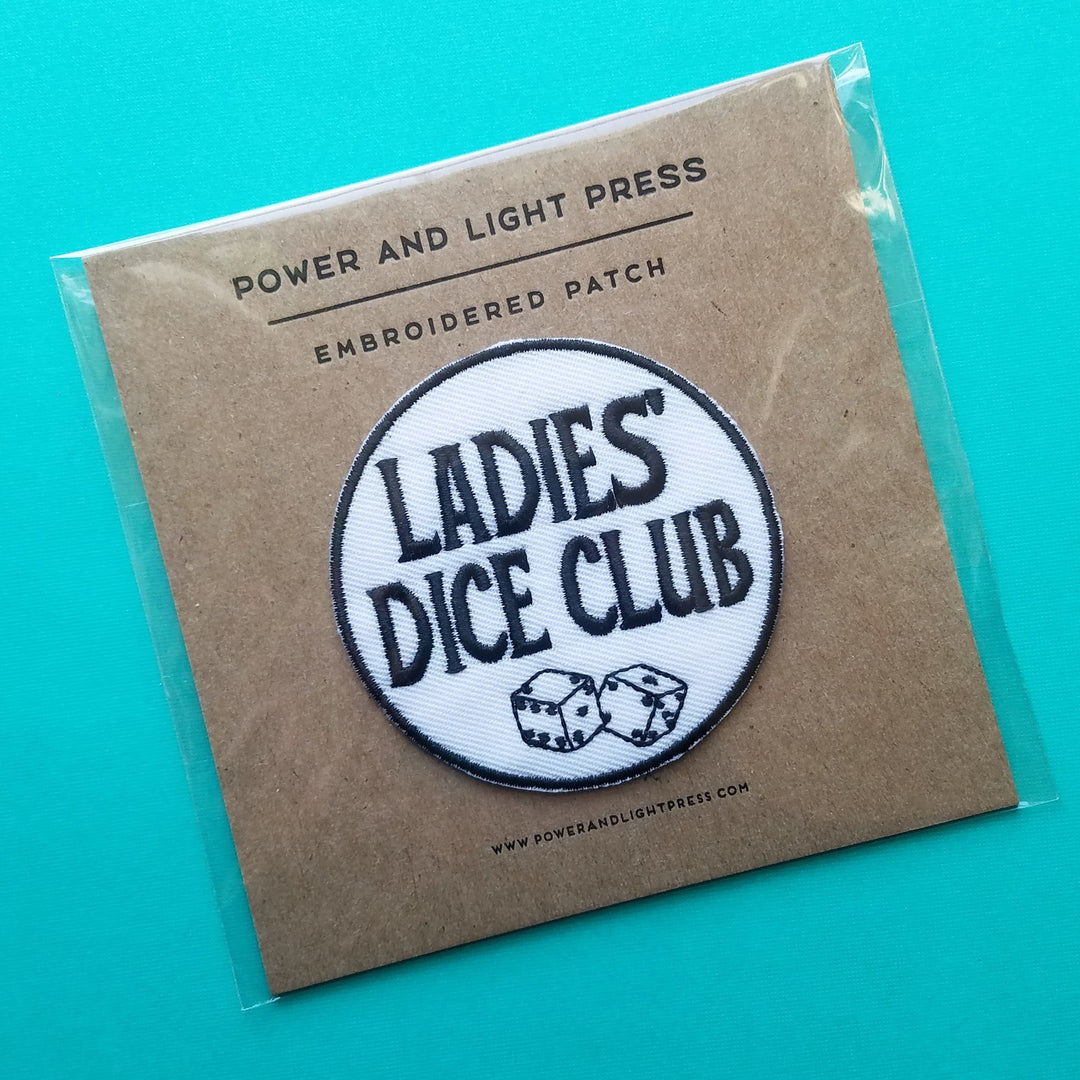 POWER AND LIGHT PRESS
EMBROIDERED PATCH
LADIES'
DICE CLUB
WWW.POWERANDLIGHTPRESS.COM